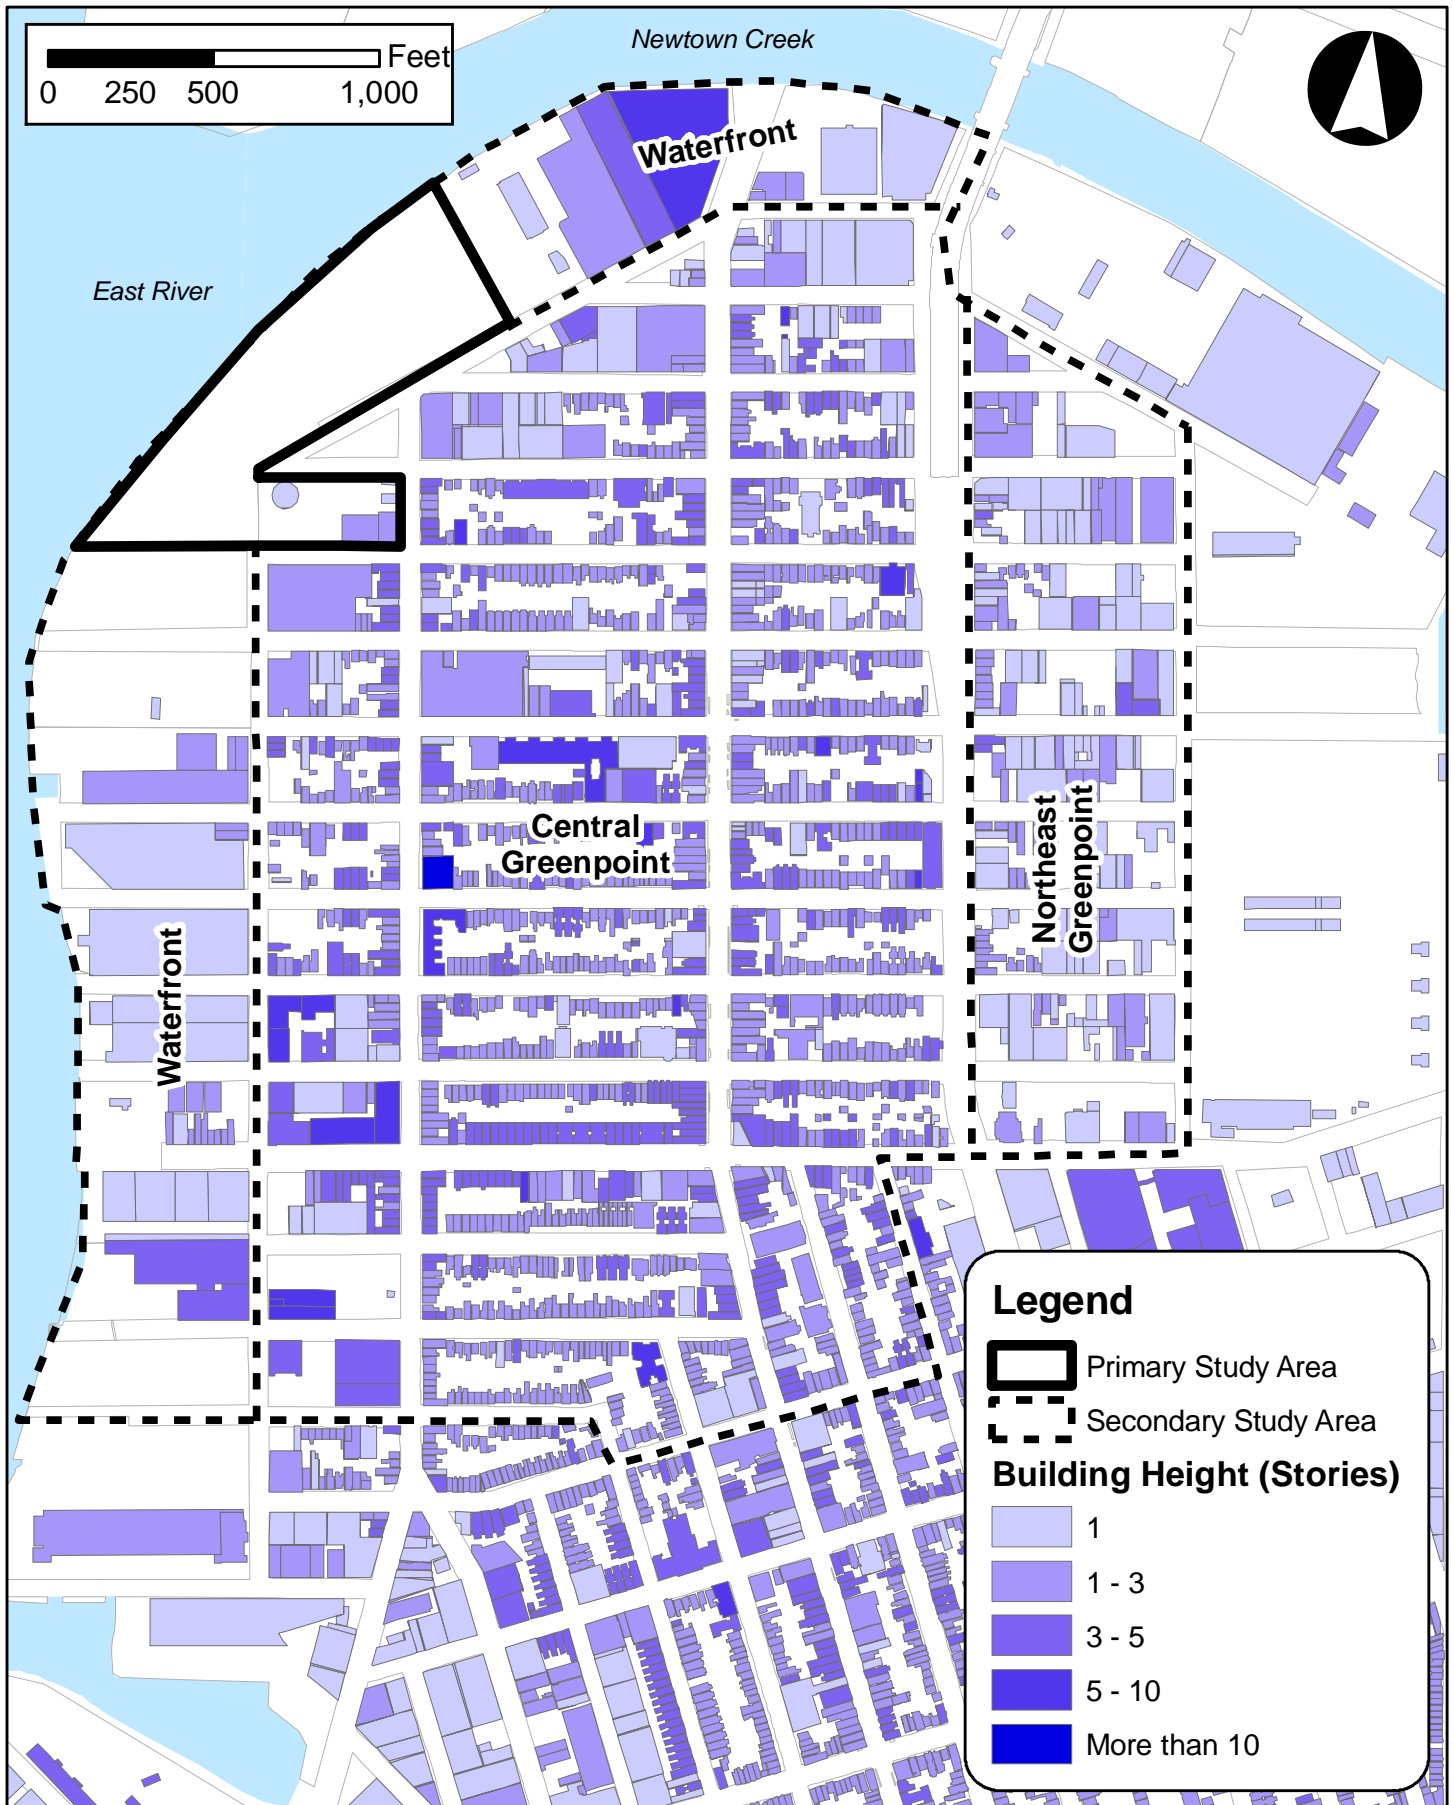 Feet
0 250 500 1,000
Newtown Creek
Waterfront
East River
Central
Greenpoint
Northeast
Greenpoint
Waterfront
Legend
Primary Study Area
Secondary Study Area
Building Height (Stories)
1
1 - 3
3 - 5
5 - 10
More than 10